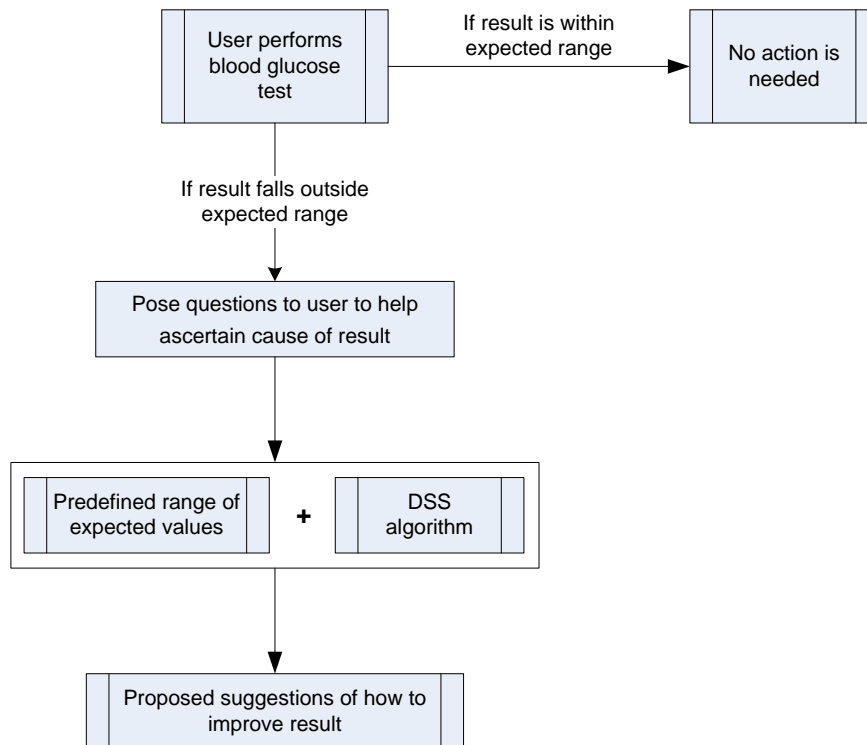 User performs
blood glucose
test
If result is within
expected range
No action is
needed
If result falls outside
expected range
Pose questions to user to help
ascertain cause of result
Predefined range of
expected values
+
DSS
algorithm
Proposed suggestions of how to
improve result